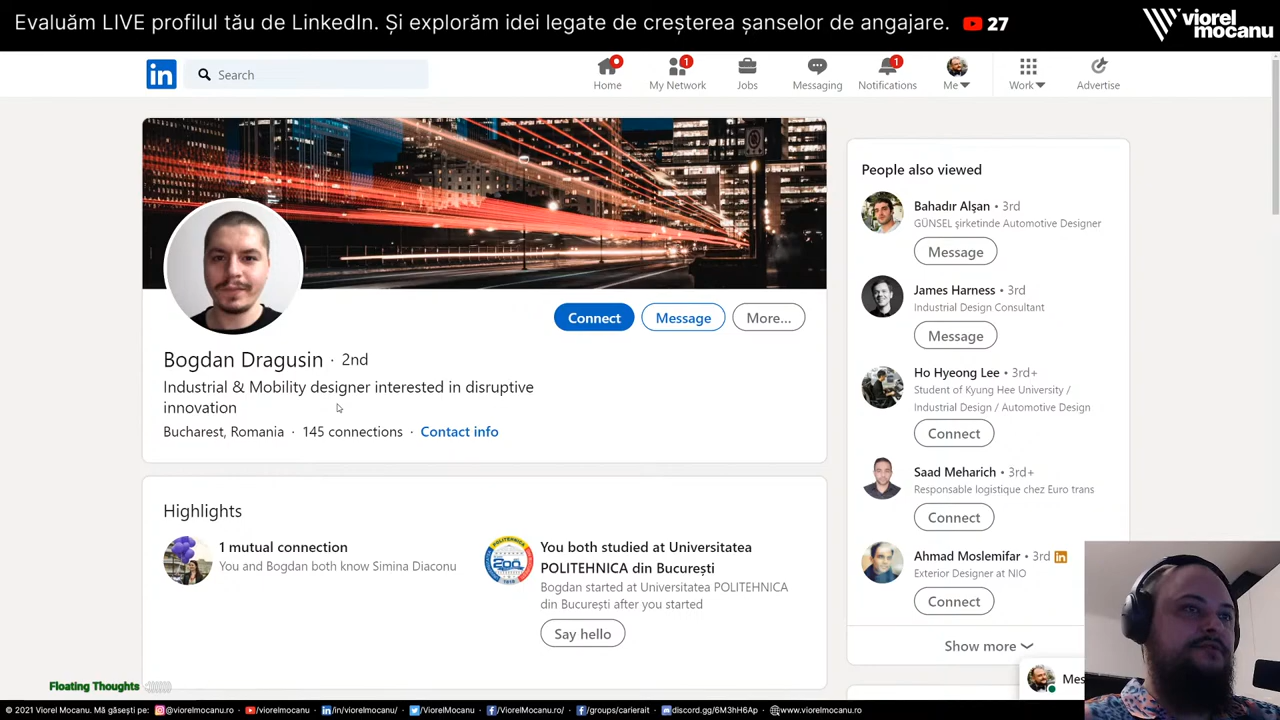 Evaluăm LIVE profilul tău de LinkedIn. Și explorăm idei legate de creșterea șanselor de angajare. 27
viorel
mocanu
in
Search
Home
My Network
1
Jobs
Messaging
Notifications
1
Me
Work
Advertise
Bogdan Dragusin · 2nd
Industrial & Mobility designer interested in disruptive
innovation
Bucharest, Romania · 145 connections · Contact info
Connect
Message
More...
Highlights
1 mutual connection
You and Bogdan both know Simina Diaconu
You both studied at Universitatea
POLITEHNICA din București
Bogdan started at Universitatea POLITEHNICA
din București after you started
Say hello
People also viewed
Bahadır Alşan • 3rd
GÜNSEL şirketinde Automotive Designer
Message
James Harness • 3rd
Industrial Design Consultant
Message
Ho Hyeong Lee • 3rd+
Student of Kyung Hee University /
Industrial Design / Automotive Design
Connect
Saad Meharich • 3rd+
Responsable logistique chez Euro trans
Connect
Ahmad Moslemifar • 3rd in
Exterior Designer at NIO
Connect
Show more
Mes
Floating Thoughts
© 2021 Viorel Mocanu. Mă găsești pe: @viorelmocanu.ro /viorelmocanu in/in/viorelmocanu/ /ViorelMocanu /ViorelMocanu.ro/ /groups/carierait discord.gg/6M3hH6Ap www.viorelmocanu.ro